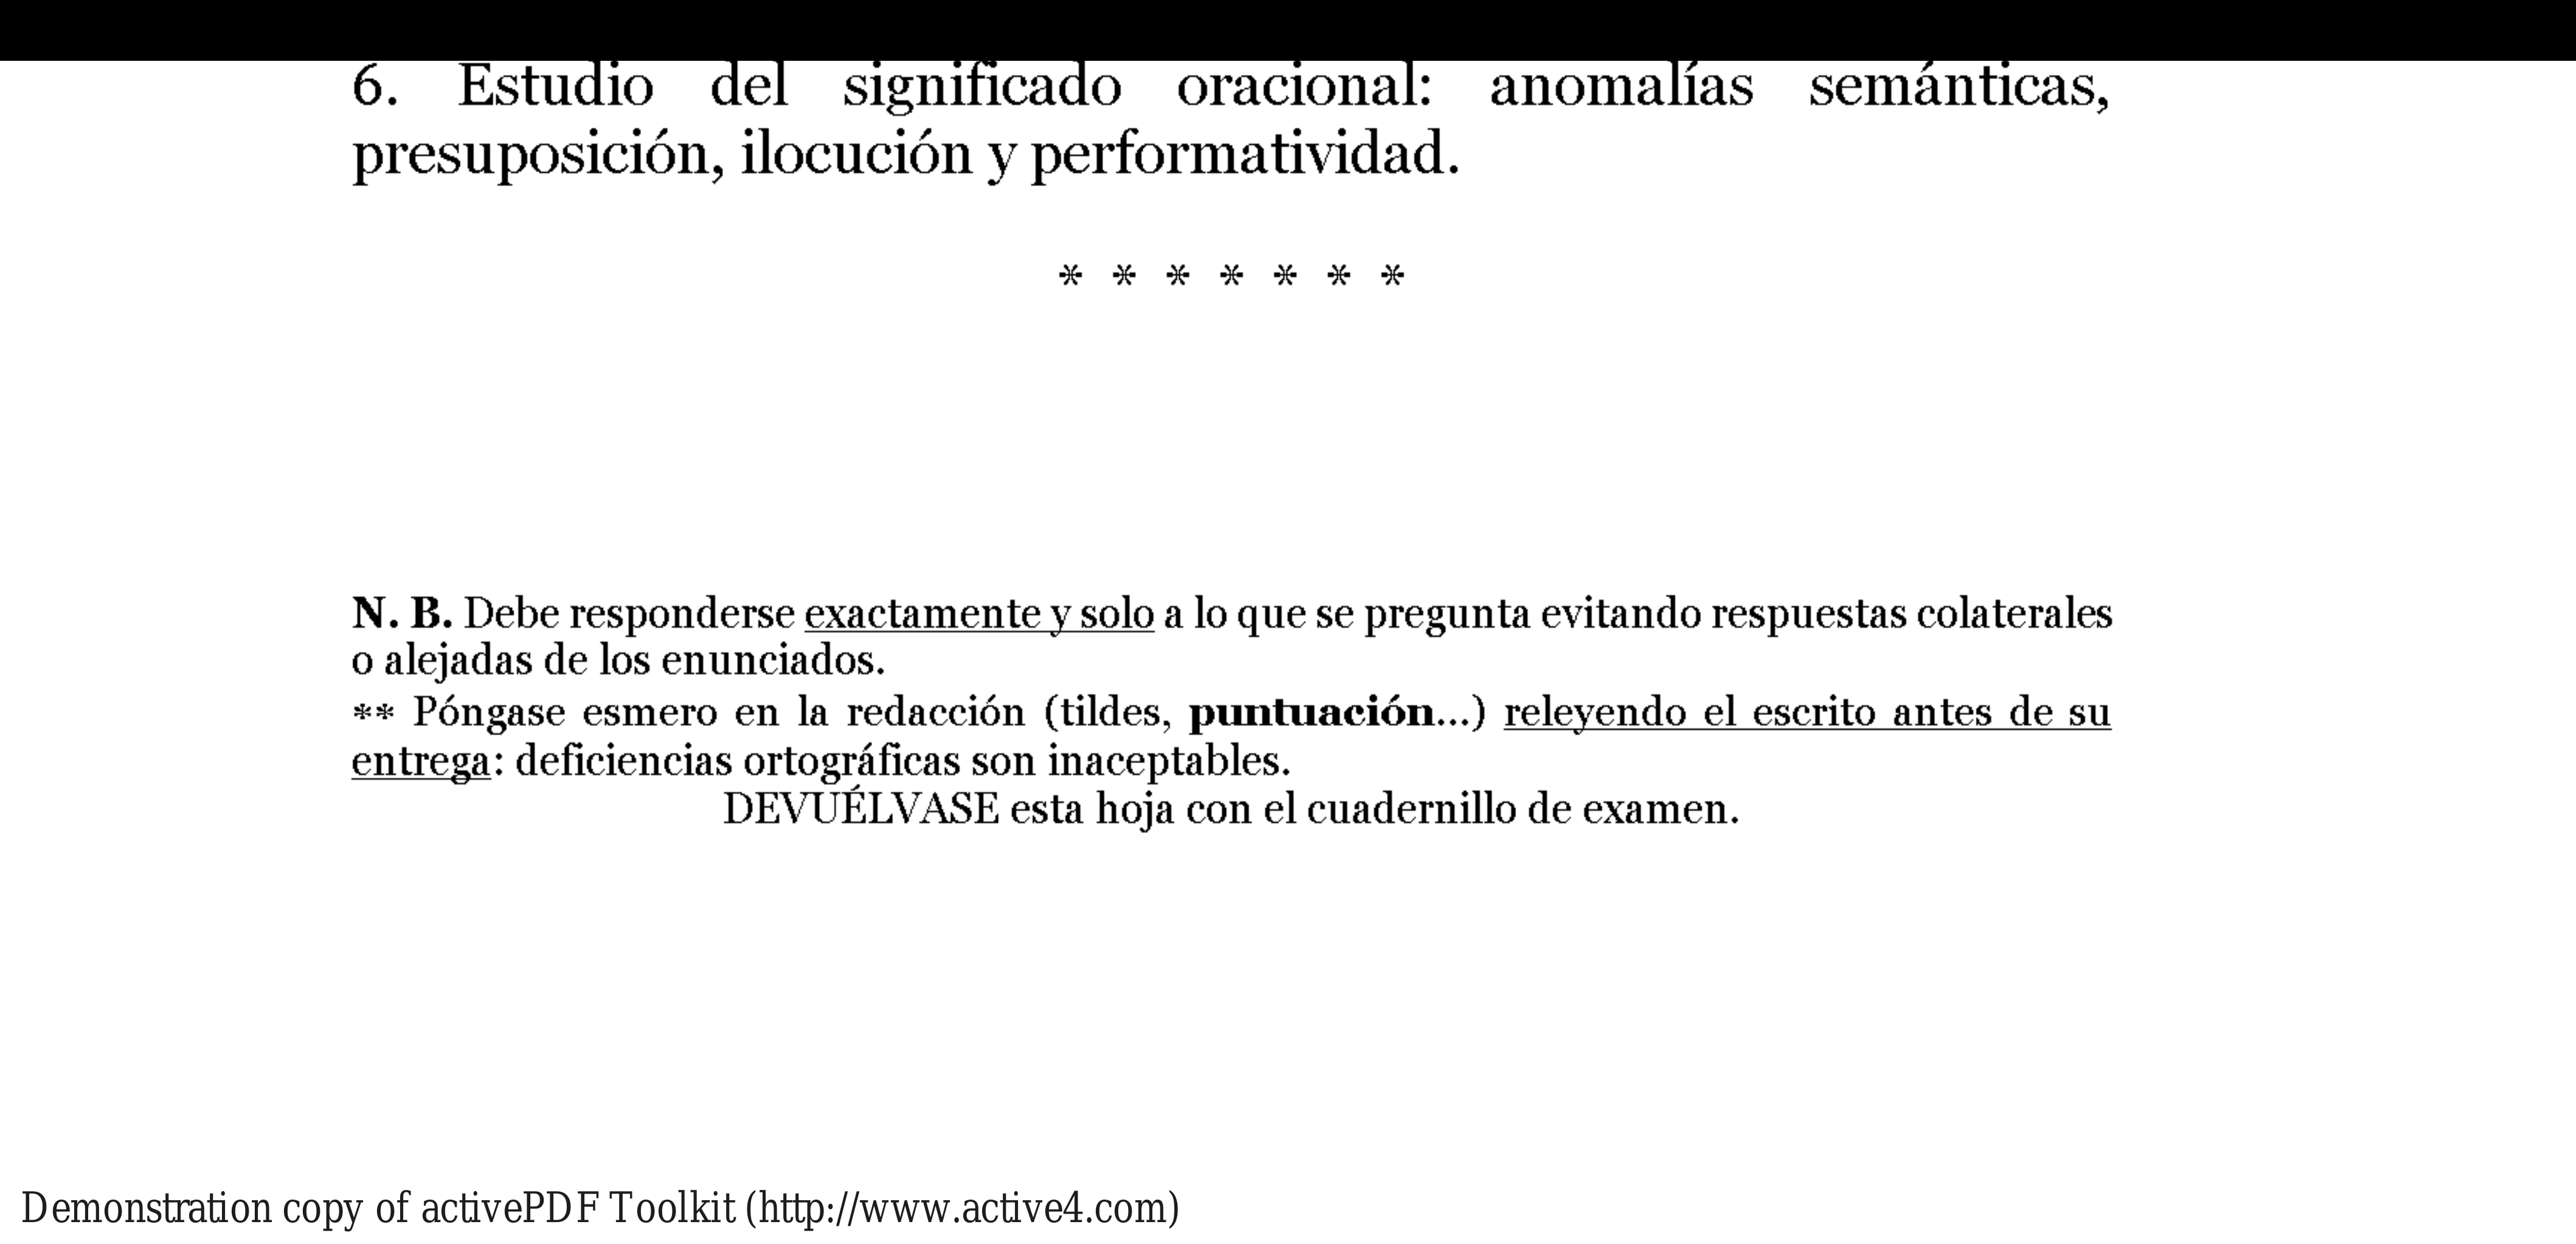 6. Estudio del significado oracional: anomalías semánticas,
presuposición, ilocución y performatividad.
* * * * * * *
N. B. Debe responderse exactamente y solo a lo que se pregunta evitando respuestas colaterales
o alejadas de los enunciados.
** Póngase esmero en la redacción (tildes, puntuación...) releyendo el escrito antes de su
entrega: deficiencias ortográficas son inaceptables.
DEVUÉLVASE esta hoja con el cuadernillo de examen.
Demonstration copy of activePDF Toolkit (http://www.active4.com)